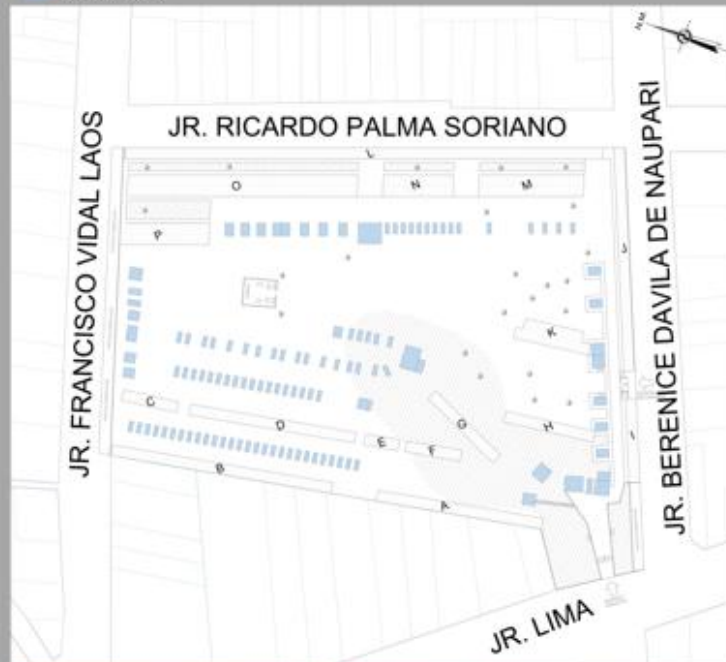 N.M.
JR. RICARDO PALMA SORIANO
JR. FRANCISCO VIDAL LAOS
JR. BERENICE DAVILA DE NAUPARI
L
O
N
M
P
J
K
C
D
G
H
E
F
I
B
A
JR. LIMA